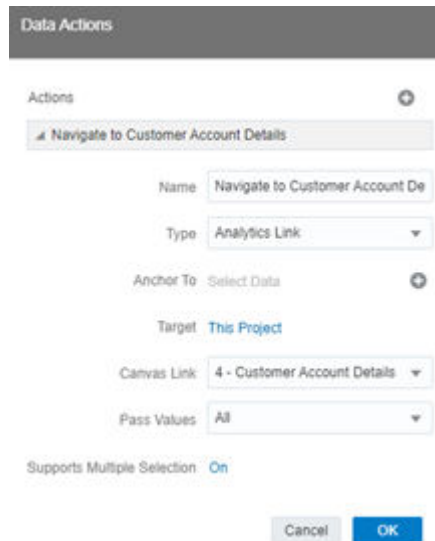 Data Actions
Actions
Navigate to Customer Account Details
Name Navigate to Customer Account De
Type Analytics Link
Anchor To Select Data
Target This Project
Canvas Link 4 - Customer Account Details
Pass Values All
Supports Multiple Selection On
Cancel OK